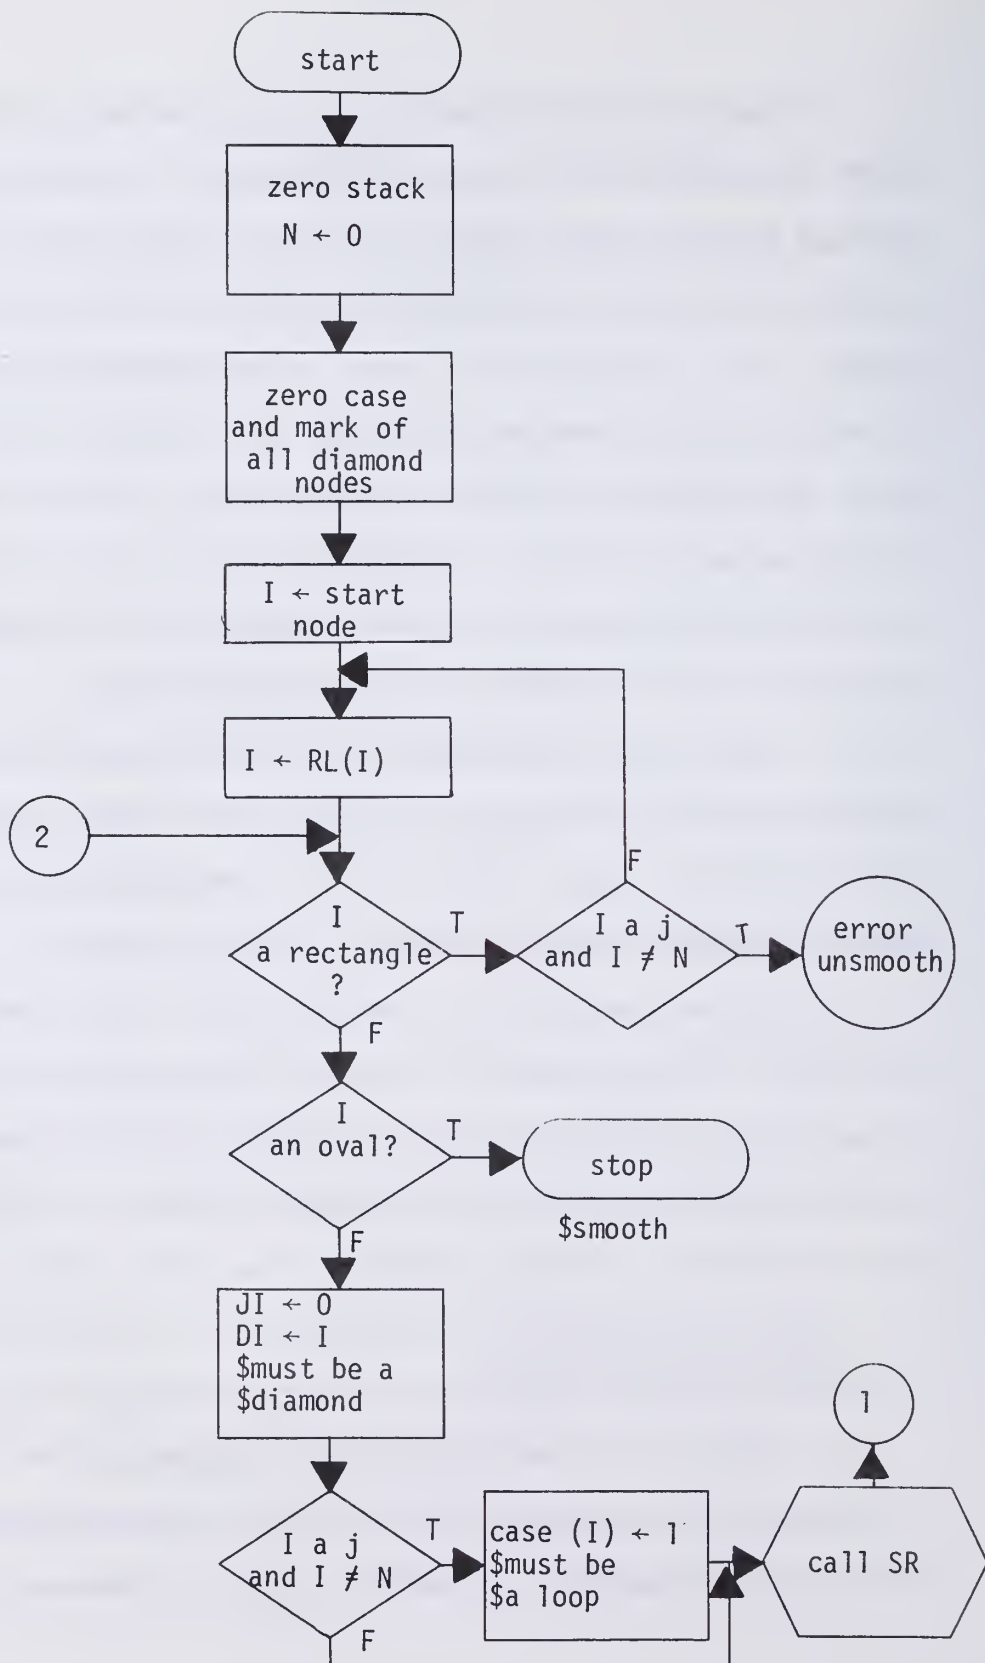 start
zero stack
N ← 0
zero case
and mark of
all diamond
nodes
I ← start
node
I ← RL(I)
2
I
a rectangle
?
T
F
I a j
and I ≠ N
F
T
error
unsmooth
I
an oval?
T
F
stop
$smooth
JI ← 0
DI ← I
$must be a
$diamond
I a j
and I ≠ N
T
F
case (I) ← 1
$must be
$a loop
call SR
1